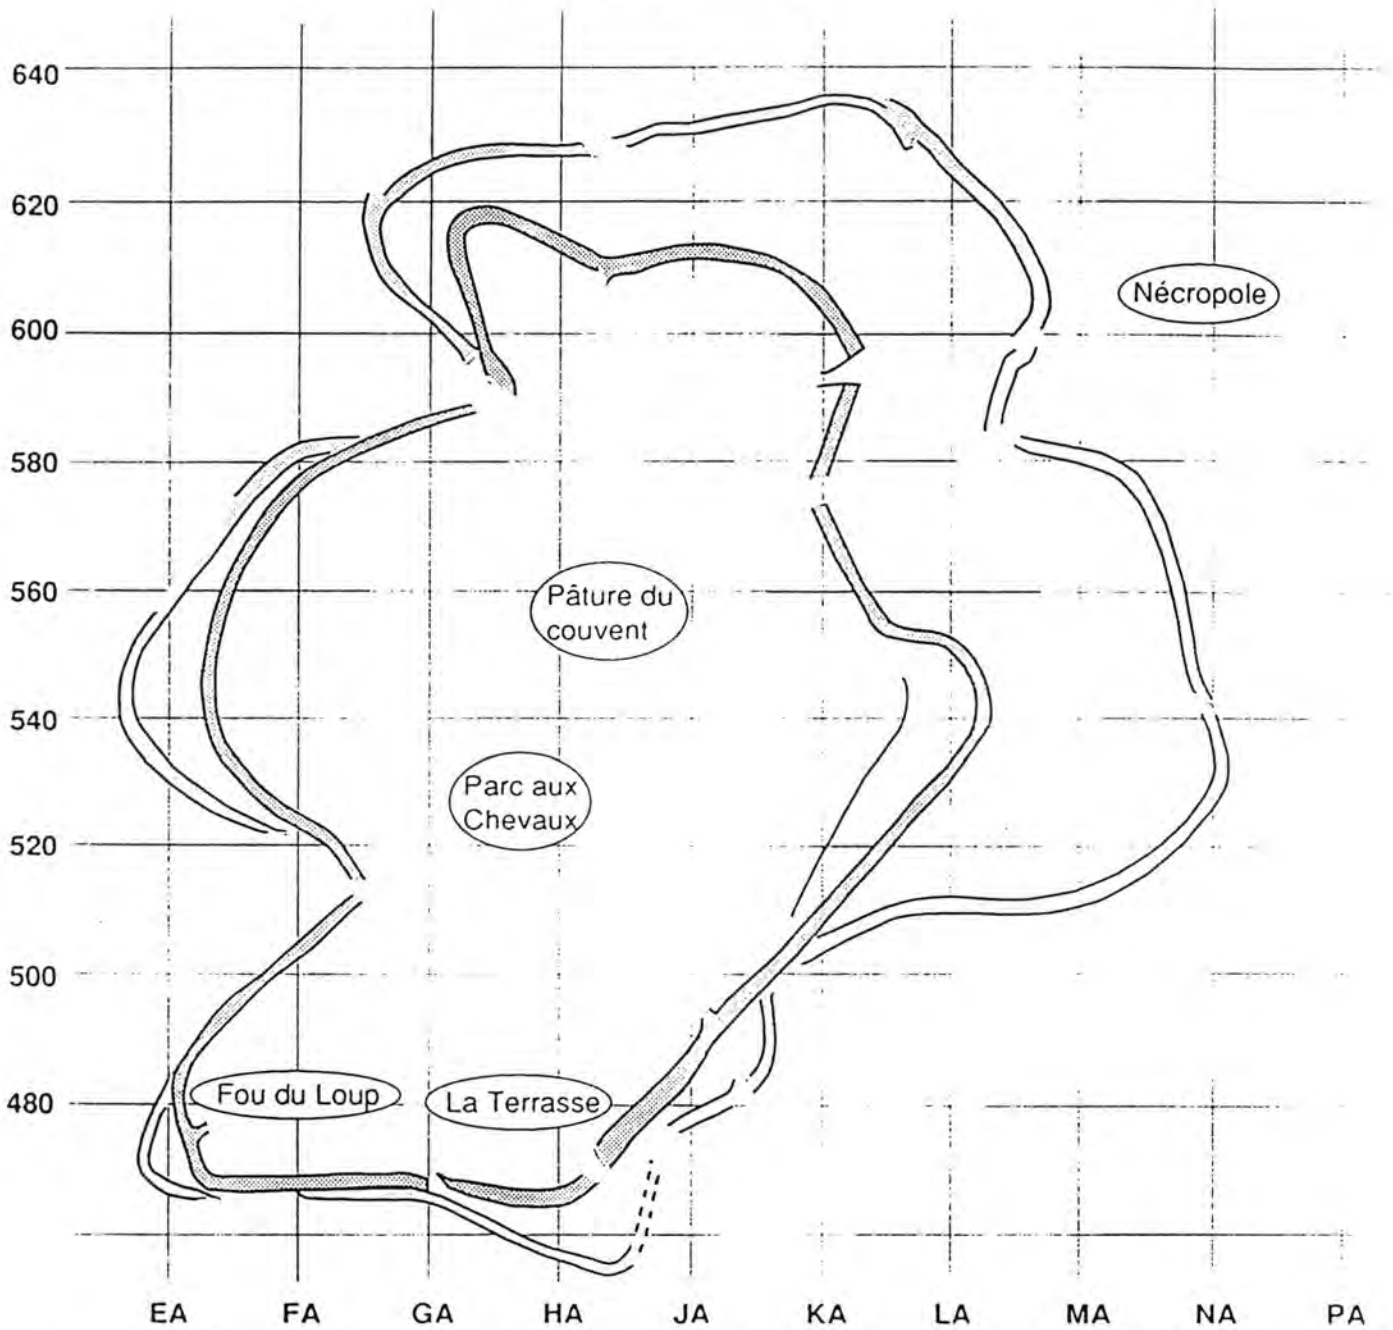 640
620
600
580
560
540
520
500
480
Nécropole
Pâture du
couvent
Parc aux
Chevaux
Fou du Loup
La Terrasse
EA FA GA HA JA KA LA MA NA PA